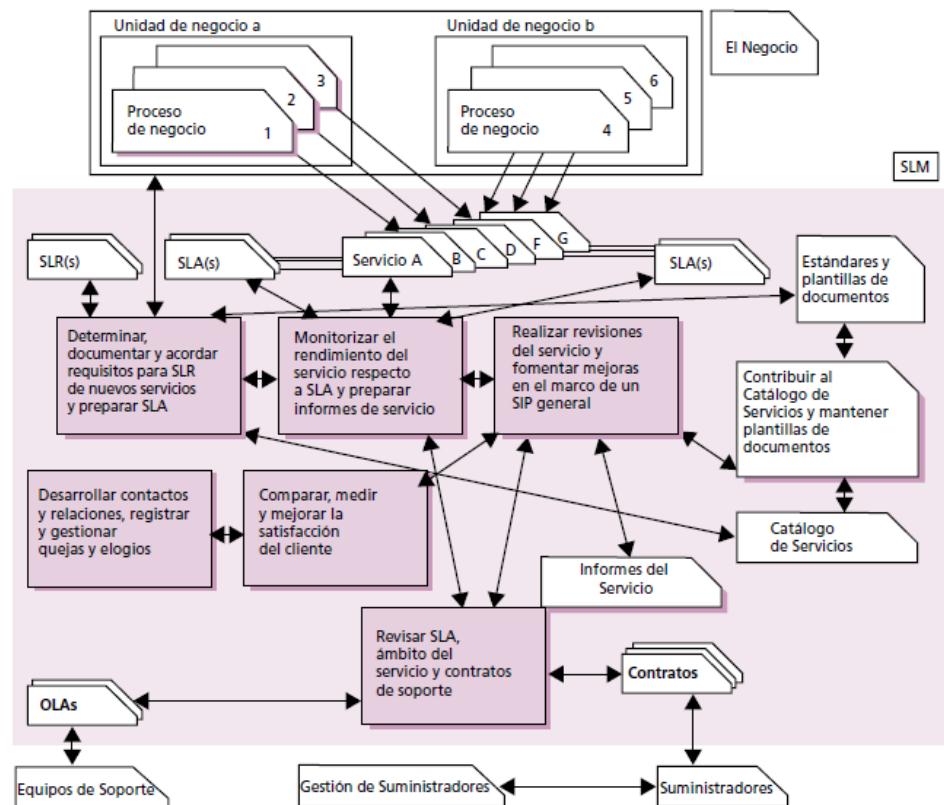 Unidad de negocio a
Unidad de negocio b
El Negocio
3
2
Proceso
de negocio
1
6
5
Proceso
de negocio
4
SLM
SLR(s)
SLA(s)
Servicio A
B
C
D
F
G
SLA(s)
Estándares y
plantillas de
documentos
Determinar,
documentar y acordar
requisitos para SLR
de nuevos servicios
y preparar SLA
Monitorizar el
rendimiento del
servicio respecto
a SLA y preparar
informes de servicio
Realizar revisiones
del servicio y
fomentar mejoras
en el marco de un
SIP general
Contribuir al
Catálogo de
Servicios y mantener
plantillas de
documentos
Desarrollar contactos
y relaciones, registrar
y gestionar
quejas y elogios
Comparar, medir
y mejorar la
satisfacción
del cliente
Catálogo
de Servicios
Informes del
Servicio
Revisar SLA,
ámbito del
servicio y contratos
de soporte
Contratos
OLAs
Equipos de Soporte
Gestión de Suministradores
Suministradores